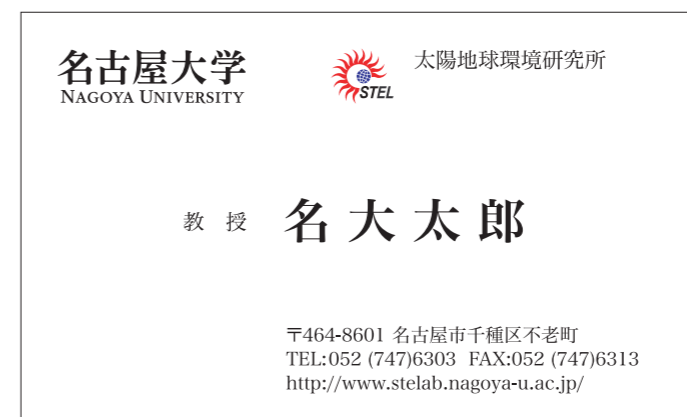 名古屋大学
NAGOYA UNIVERSITY
STEL
太陽地球環境研究所
教 授 名 大 太 郎
〒464-8601 名古屋市千種区不老町
TEL:052 (747)6303 FAX:052 (747)6313
http://www.stelab.nagoya-u.ac.jp/